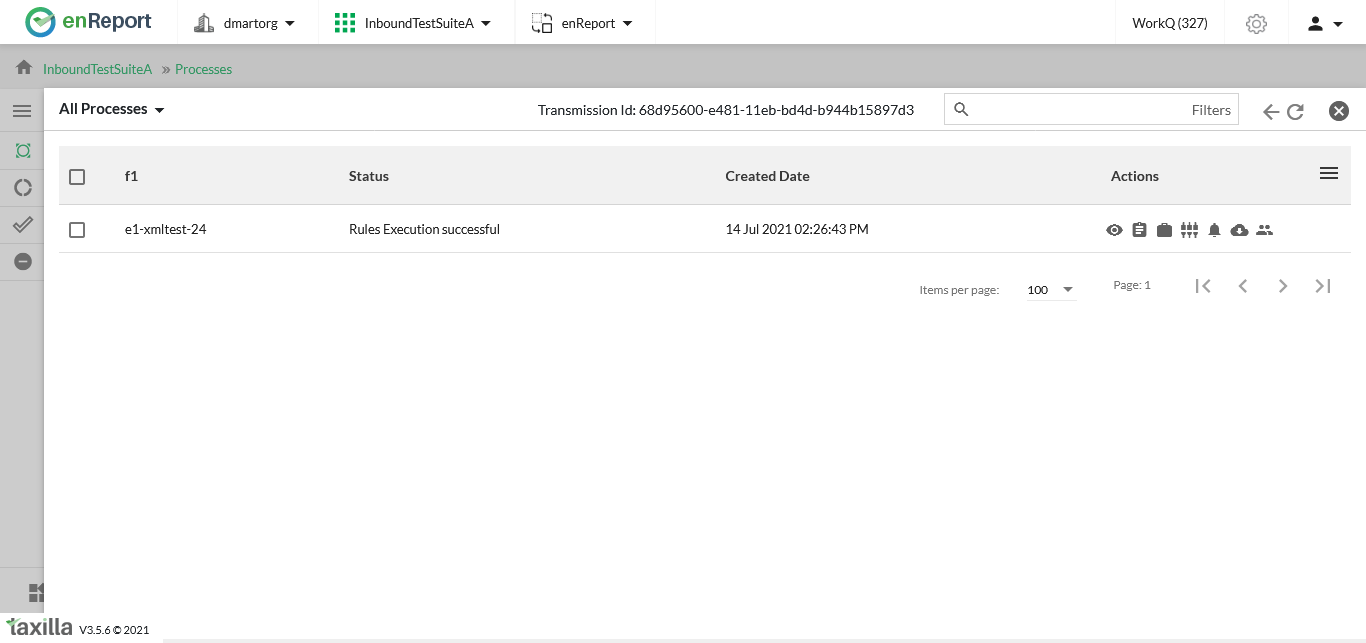 enReport dmartorg InboundTestSuiteA enReport WorkQ (327)
InboundTestSuiteA » Processes
All Processes Transmission Id: 68d95600-e481-11eb-bd4d-b944b15897d3 Filters
f1 Status Created Date Actions
e1-xmltest-24 Rules Execution successful 14 Jul 2021 02:26:43 PM
Items per page: 100 Page: 1
taxilla V3.5.6 © 2021